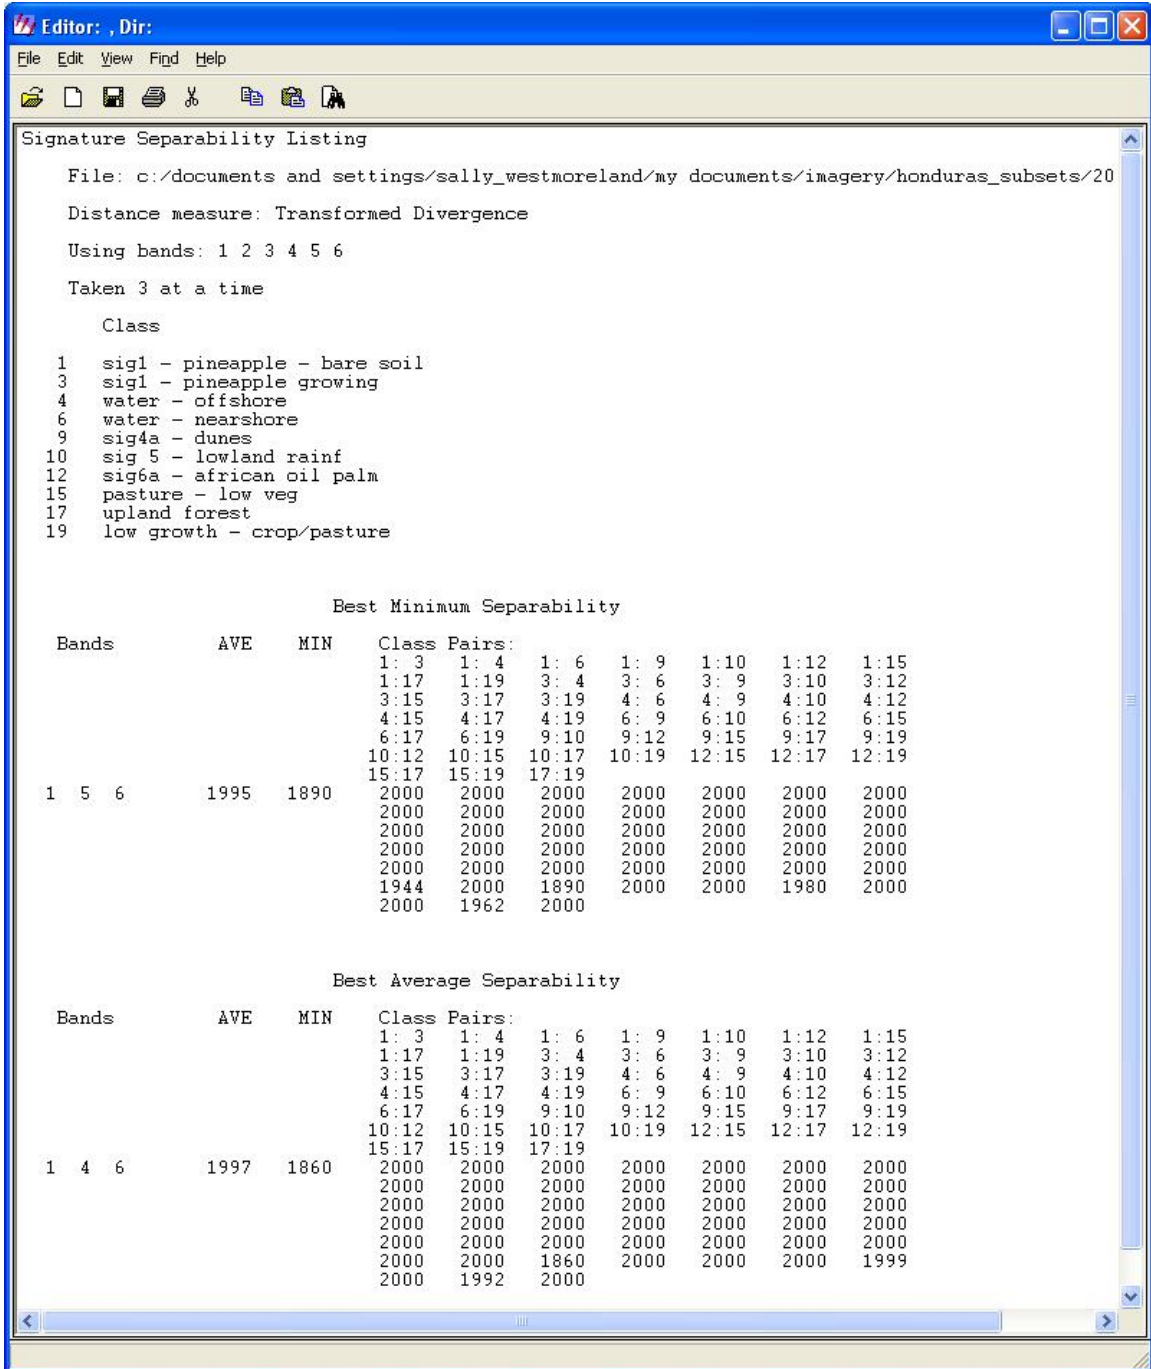 Editor: , Dir:
File Edit View Find Help
Signature Separability Listing
File: c:/documents and settings/sally_westmoreland/my documents/imagery/honduras_subsets/20
Distance measure: Transformed Divergence
Using bands: 1 2 3 4 5 6
Taken 3 at a time
Class
1 sig1 - pineapple - bare soil
3 sig1 - pineapple growing
4 water - offshore
6 water - nearshore
9 sig4a - dunes
10 sig 5 - lowland rainf
12 sig6a - african oil palm
15 pasture - low veg
17 upland forest
19 low growth - crop/pasture
Best Minimum Separability
Bands AVE MIN Class Pairs:
1: 3 1: 4 1: 6 1: 9 1:10 1:12 1:15
1:17 1:19 3: 4 3: 6 3: 9 3:10 3:12
3:15 3:17 3:19 4: 6 4: 9 4:10 4:12
4:15 4:17 4:19 6: 9 6:10 6:12 6:15
6:17 6:19 9:10 9:12 9:15 9:17 9:19
10:12 10:15 10:17 10:19 12:15 12:17 12:19
15:17 15:19 17:19
1 5 6 1995 1890 2000 2000 2000 2000 2000 2000 2000
2000 2000 2000 2000 2000 2000 2000
2000 2000 2000 2000 2000 2000 2000
2000 2000 2000 2000 2000 2000 2000
2000 2000 2000 2000 2000 2000 2000
1944 2000 1890 2000 2000 1980 2000
2000 1962 2000
Best Average Separability
Bands AVE MIN Class Pairs:
1: 3 1: 4 1: 6 1: 9 1:10 1:12 1:15
1:17 1:19 3: 4 3: 6 3: 9 3:10 3:12
3:15 3:17 3:19 4: 6 4: 9 4:10 4:12
4:15 4:17 4:19 6: 9 6:10 6:12 6:15
6:17 6:19 9:10 9:12 9:15 9:17 9:19
10:12 10:15 10:17 10:19 12:15 12:17 12:19
15:17 15:19 17:19
1 4 6 1997 1860 2000 2000 2000 2000 2000 2000 2000
2000 2000 2000 2000 2000 2000 2000
2000 2000 2000 2000 2000 2000 2000
2000 2000 2000 2000 2000 2000 2000
2000 2000 2000 2000 2000 2000 2000
2000 2000 1860 2000 2000 2000 1999
2000 1992 2000